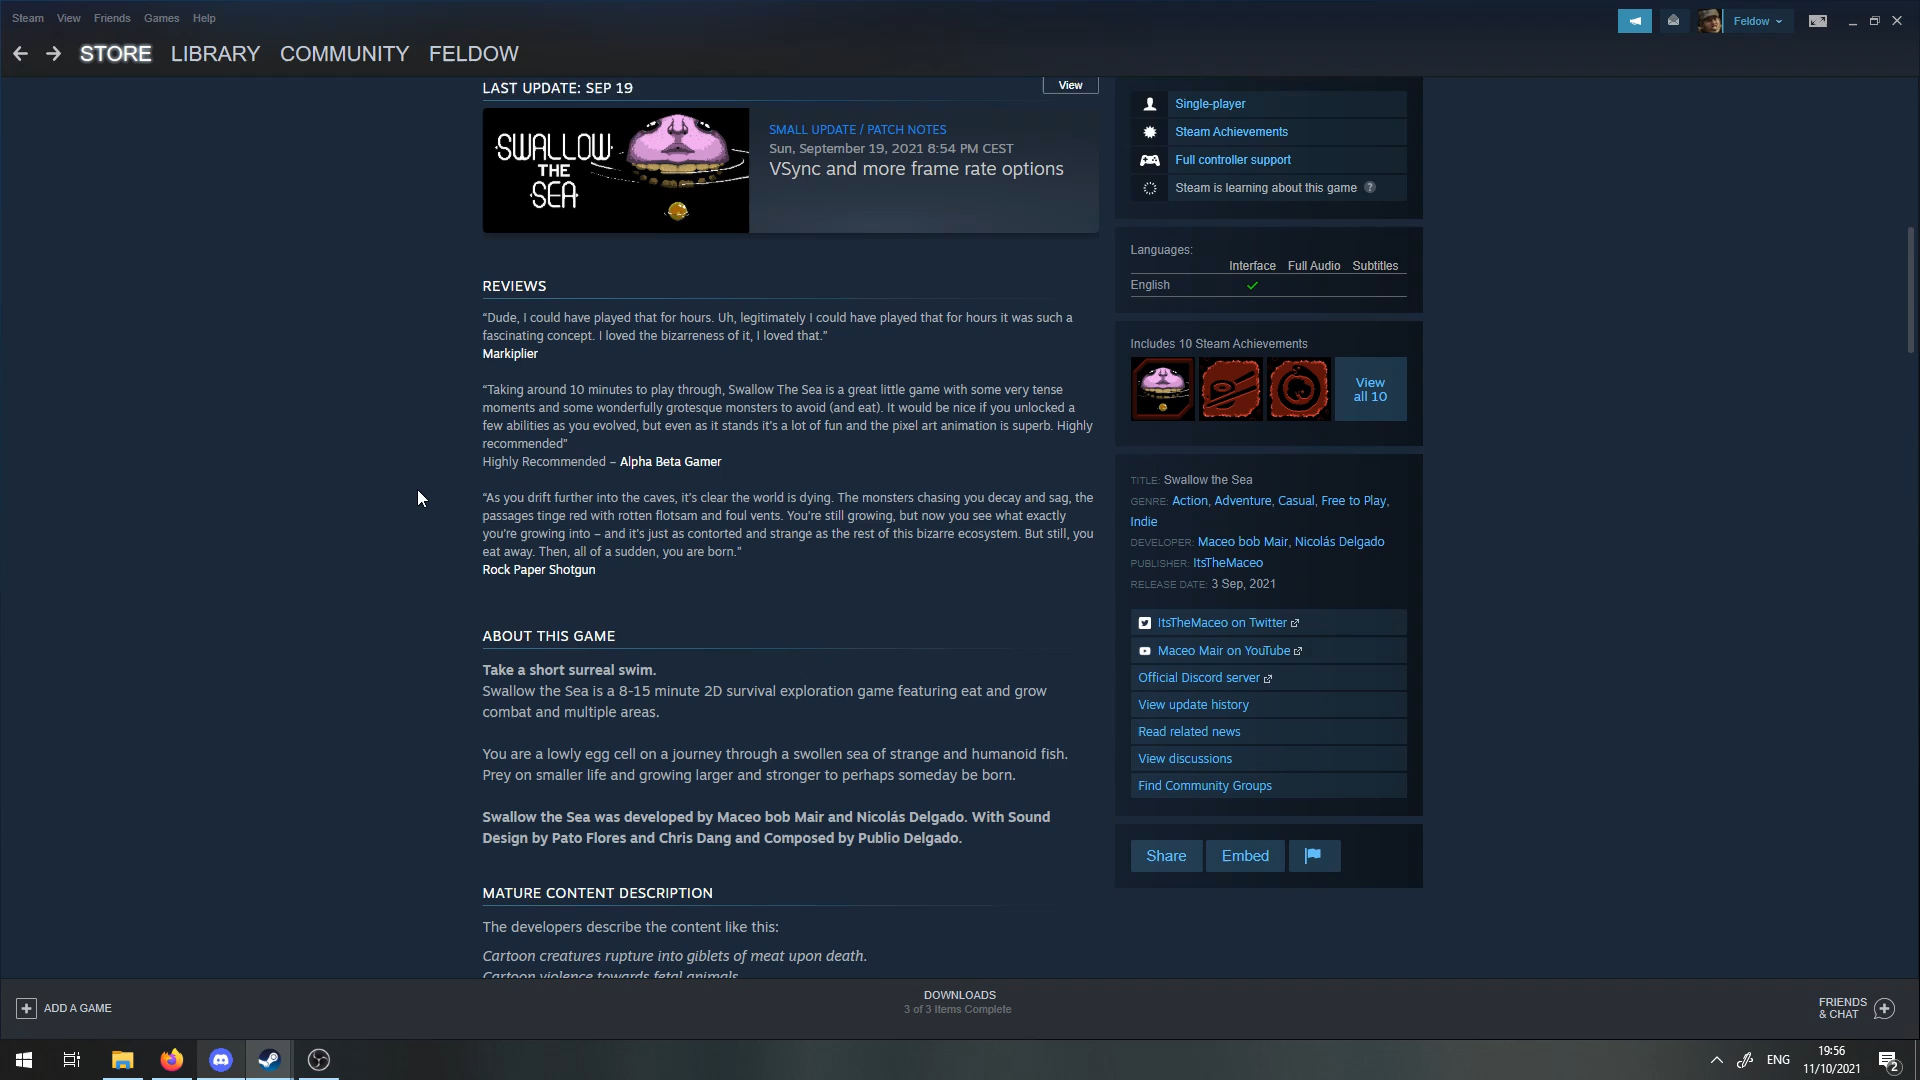 Steam View Friends Games Help
Feldow
STORE LIBRARY COMMUNITY FELDOW
LAST UPDATE: SEP 19
View
SWALLOW
THE
SEA
SMALL UPDATE / PATCH NOTES
Sun, September 19, 2021 8:54 PM CEST
VSync and more frame rate options
REVIEWS
“Dude, I could have played that for hours. Uh, legitimately I could have played that for hours it was such a
fascinating concept. I loved the bizarreness of it, I loved that.”
Markiplier
“Taking around 10 minutes to play through, Swallow The Sea is a great little game with some very tense
moments and some wonderfully grotesque monsters to avoid (and eat). It would be nice if you unlocked a
few abilities as you evolved, but even as it stands it’s a lot of fun and the pixel art animation is superb. Highly
recommended”
Highly Recommended – Alpha Beta Gamer
“As you drift further into the caves, it’s clear the world is dying. The monsters chasing you decay and sag, the
passages tinge red with rotten flotsam and foul vents. You’re still growing, but now you see what exactly
you’re growing into – and it’s just as contorted and strange as the rest of this bizarre ecosystem. But still, you
eat away. Then, all of a sudden, you are born.”
Rock Paper Shotgun
ABOUT THIS GAME
Take a short surreal swim.
Swallow the Sea is a 8-15 minute 2D survival exploration game featuring eat and grow
combat and multiple areas.
You are a lowly egg cell on a journey through a swollen sea of strange and humanoid fish.
Prey on smaller life and growing larger and stronger to perhaps someday be born.
Swallow the Sea was developed by Maceo bob Mair and Nicolás Delgado. With Sound
Design by Pato Flores and Chris Dang and Composed by Publio Delgado.
MATURE CONTENT DESCRIPTION
The developers describe the content like this:
Cartoon creatures rupture into giblets of meat upon death.
Cartoon violence towards fetal animals
Single-player
Steam Achievements
Full controller support
Steam is learning about this game ?
Languages:
Interface Full Audio Subtitles
English ✓
Includes 10 Steam Achievements
View
all 10
TITLE: Swallow the Sea
GENRE: Action, Adventure, Casual, Free to Play,
Indie
DEVELOPER: Maceo bob Mair, Nicolás Delgado
PUBLISHER: ItsTheMaceo
RELEASE DATE: 3 Sep, 2021
ItsTheMaceo on Twitter
Maceo Mair on YouTube
Official Discord server
View update history
Read related news
View discussions
Find Community Groups
Share Embed
ADD A GAME
DOWNLOADS
3 of 3 Items Complete
FRIENDS
& CHAT
ENG
19:56
11/10/2021
2